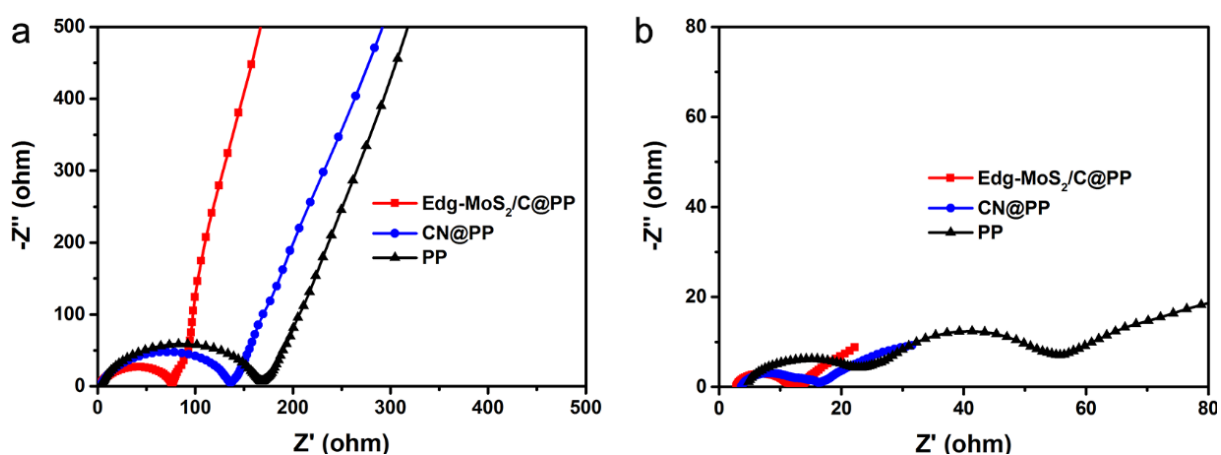 a
500
400
300
200
100
0
-Z'' (ohm)
0 100 200 300 400 500
Z' (ohm)
Edg-MoS₂/C@PP
CN@PP
PP
b
80
60
40
20
0
-Z'' (ohm)
0 20 40 60 80
Z' (ohm)
Edg-MoS₂/C@PP
CN@PP
PP